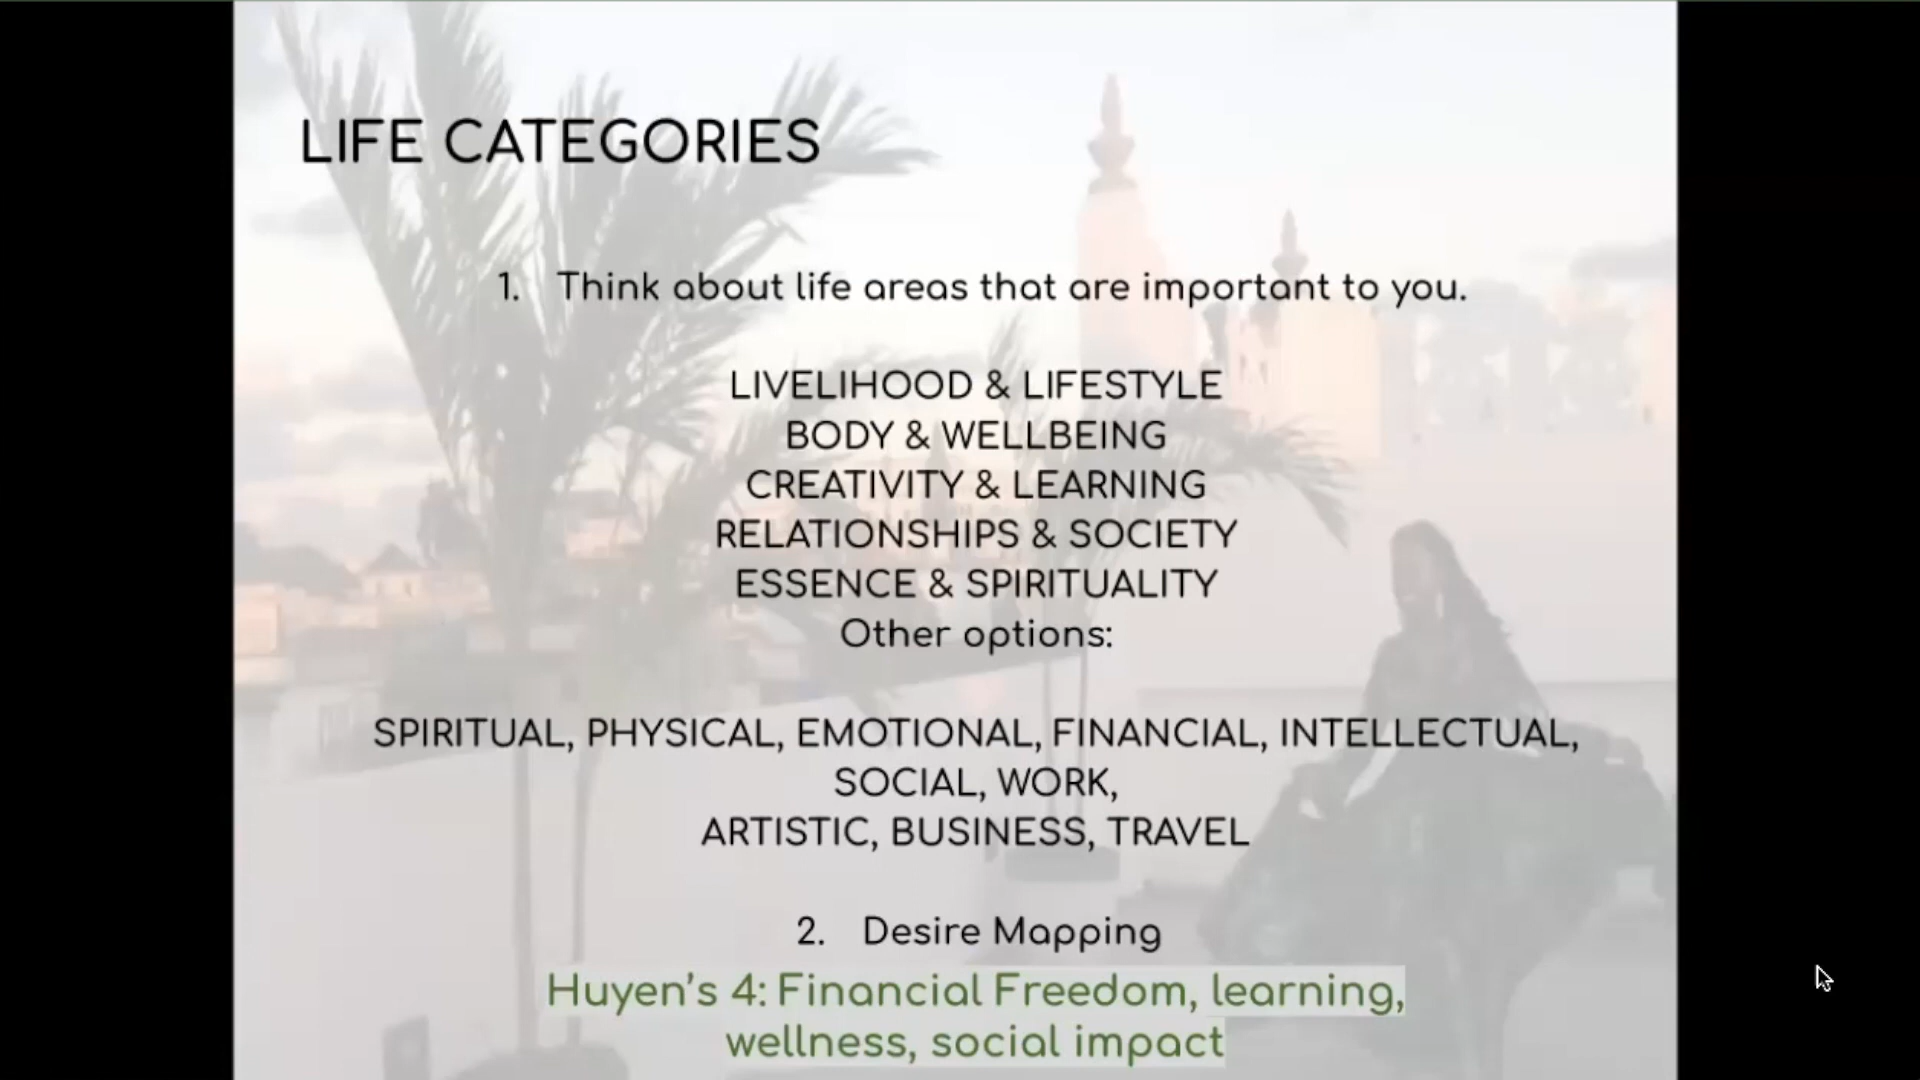 LIFE CATEGORIES
1. Think about life areas that are important to you.
LIVELIHOOD & LIFESTYLE
BODY & WELLBEING
CREATIVITY & LEARNING
RELATIONSHIPS & SOCIETY
ESSENCE & SPIRITUALITY
Other options:
SPIRITUAL, PHYSICAL, EMOTIONAL, FINANCIAL, INTELLECTUAL,
SOCIAL, WORK,
ARTISTIC, BUSINESS, TRAVEL
2. Desire Mapping
Huyen’s 4: Financial Freedom, learning,
wellness, social impact